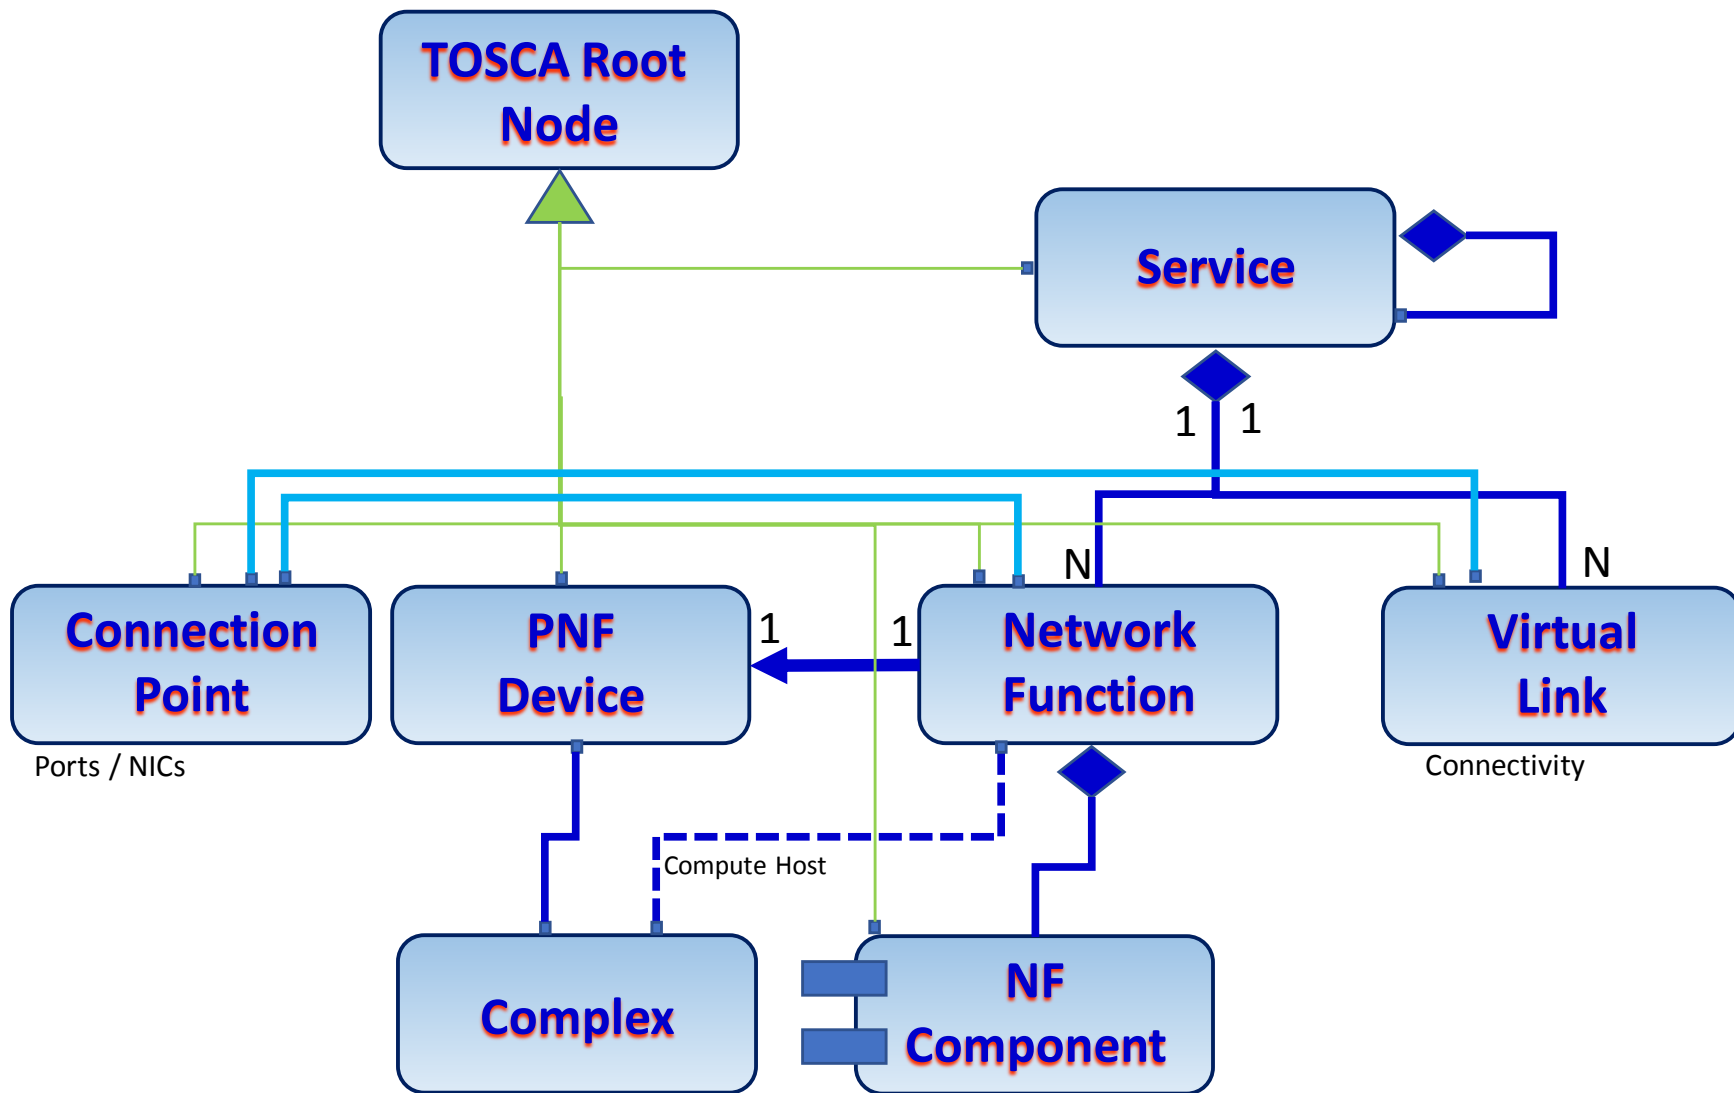 TOSCA Root
Node
Service
1 1
N
N
Connection
Point
PNF
Device
1
1
Network
Function
Virtual
Link
Ports / NICs
Connectivity
Compute Host
Complex
NF
Component